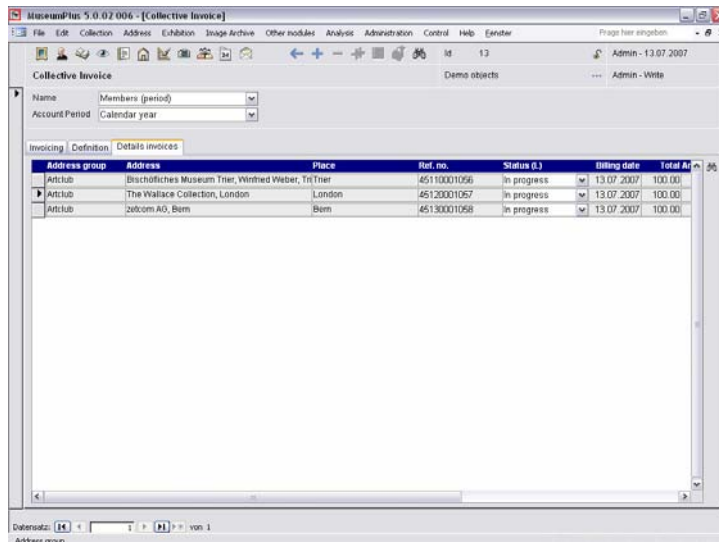 MuseumPlus 5.0.02 006 - [Collective Invoice]
File Edit Collection Address Exhibition Image Archive Other modules Analysis Administration Control Help Fenster Frage hier eingeben
Id 13 Admin - 13.07.2007
Collective Invoice Demo objects ... Admin - Write
Name Members (period)
Account Period Calendar year
Invoicing Definition Details invoices
Address group Address Place Ref. no. Status (I.) Billing date Total Ar
Artclub Bischöfliches Museum Trier, Winfried Weber, Tri Trier 45110001056 In progress 13.07.2007 100.00
Artclub The Wallace Collection, London London 45120001057 In progress 13.07.2007 100.00
Artclub zetcom AG, Bern Bern 45130001058 In progress 13.07.2007 100.00
Datensatz: 1 von 1
Address group